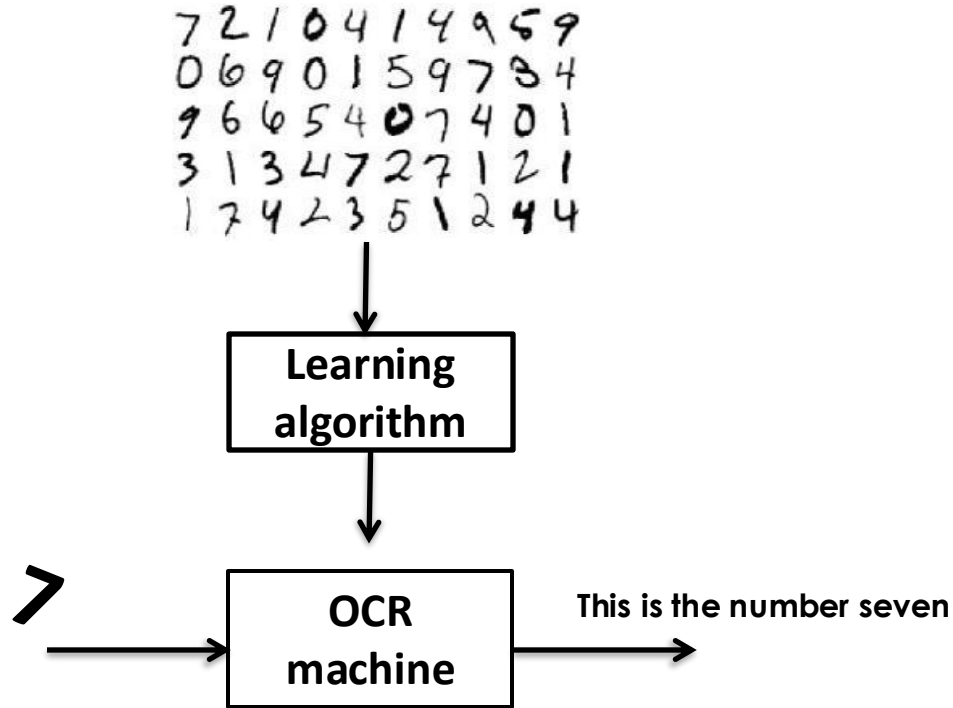 7 2 1 0 4 1 4 9 5 9
0 6 9 0 1 5 9 7 3 4
9 6 6 5 4 0 7 4 0 1
3 1 3 4 7 2 7 1 2 1
1 7 4 2 3 5 1 2 4 4
Learning
algorithm
7
OCR
machine
This is the number seven